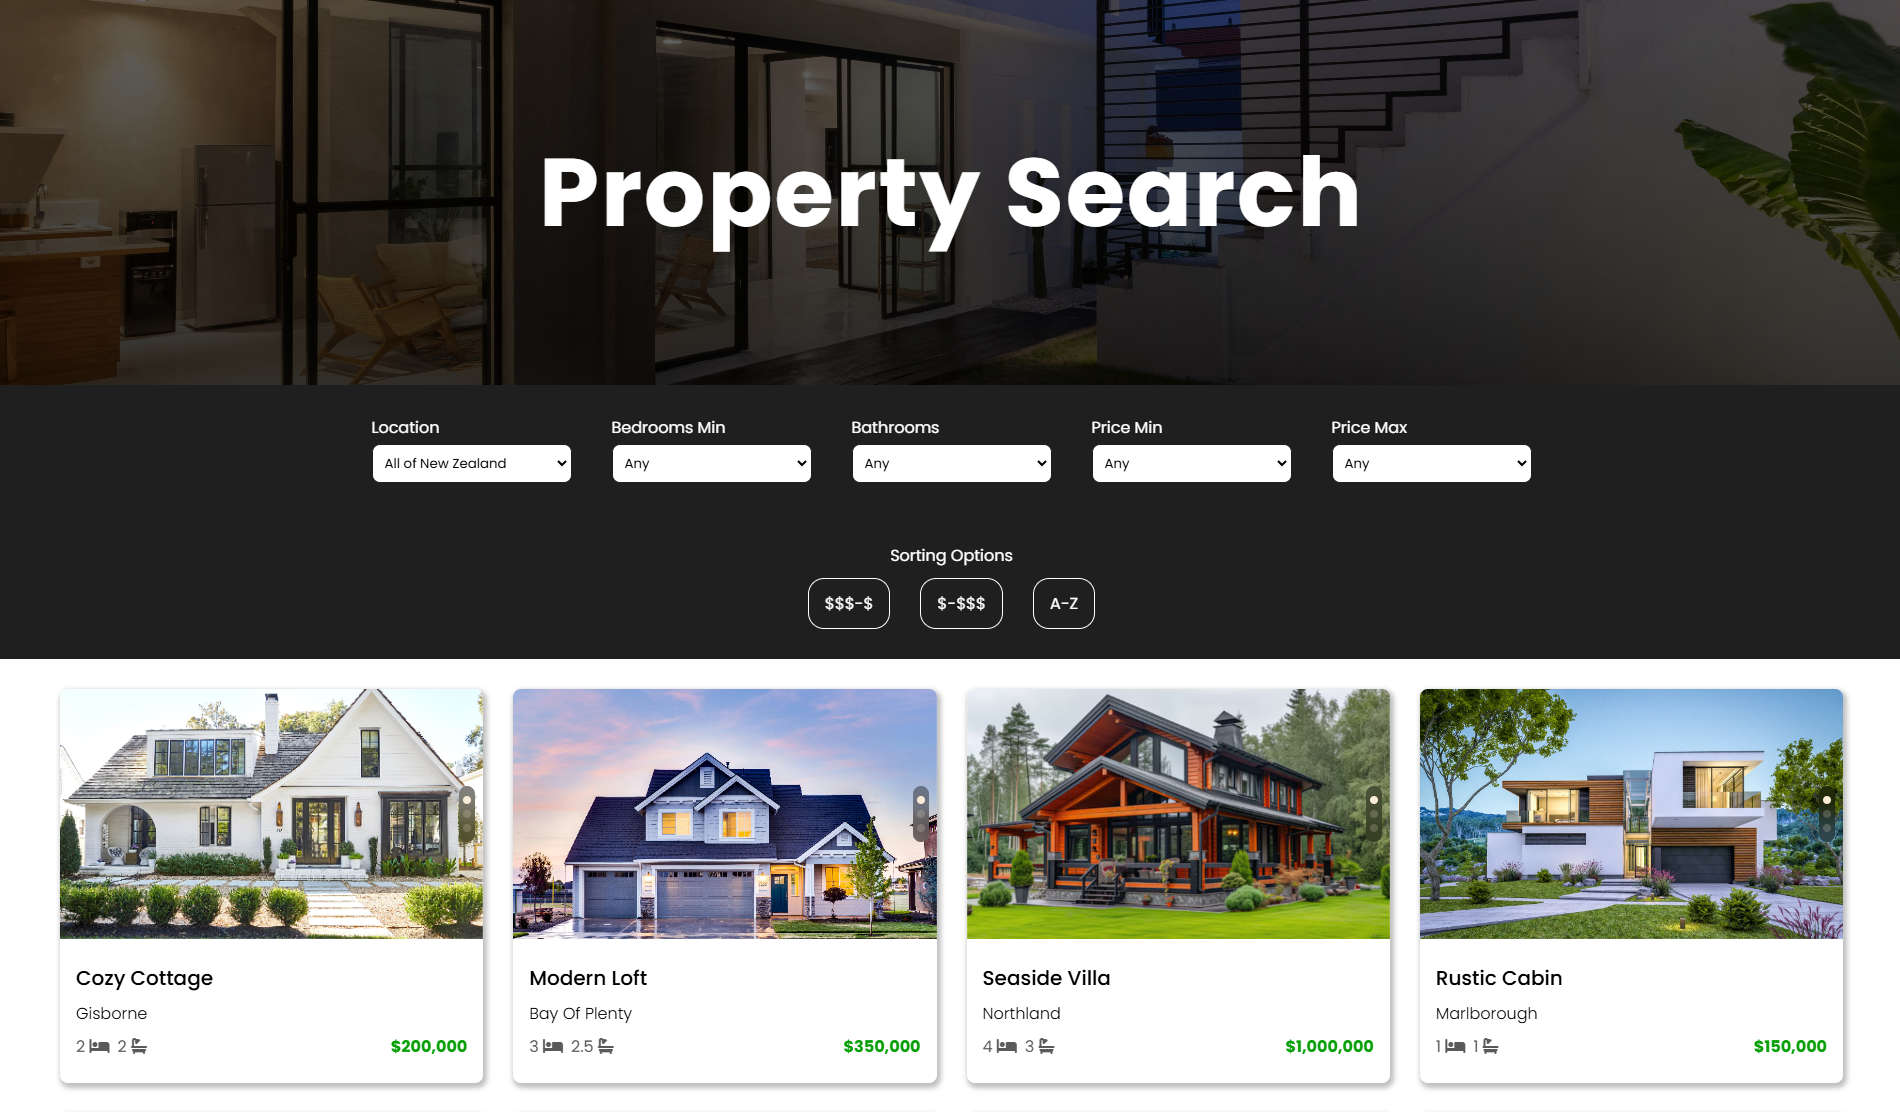 Property Search
Location
Bedrooms Min
Bathrooms
Price Min
Price Max
All of New Zealand
Any
Any
Any
Any
Sorting Options
$$$-$
$-$$$
A-Z
Cozy Cottage
Gisborne
2 2 $200,000
Modern Loft
Bay Of Plenty
3 2.5 $350,000
Seaside Villa
Northland
4 3 $1,000,000
Rustic Cabin
Marlborough
1 1 $150,000